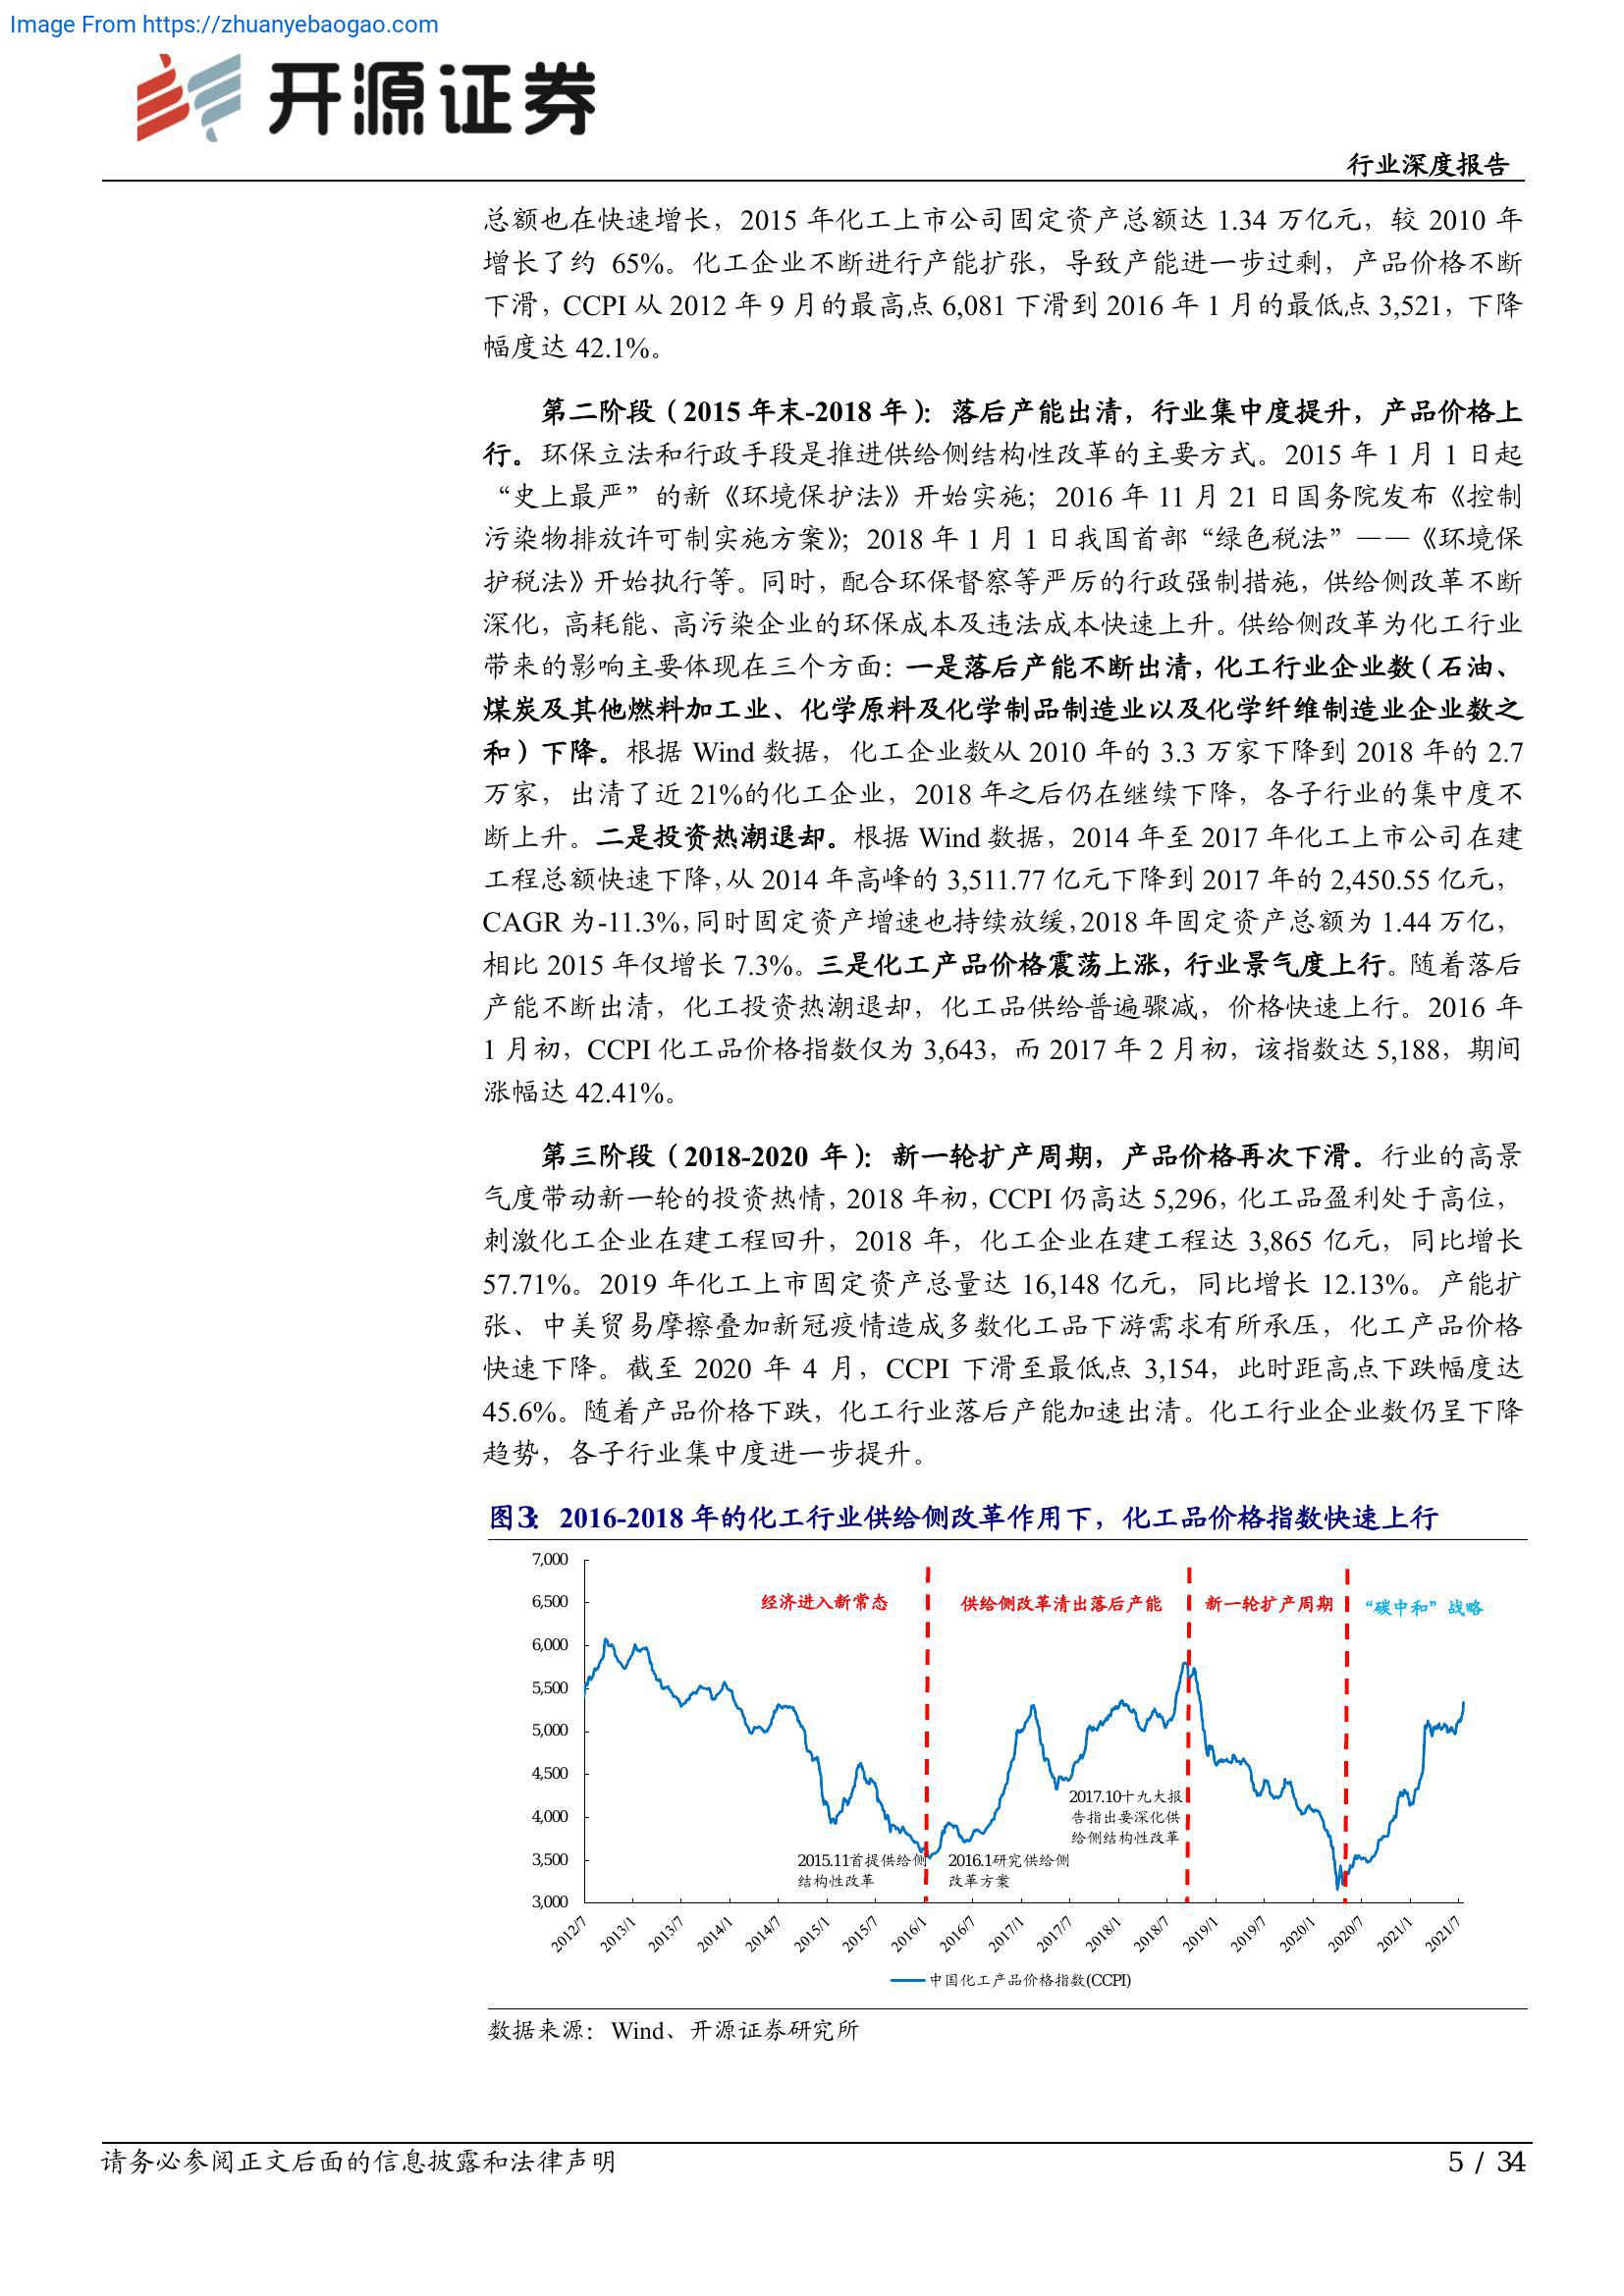 Image From https://zhuanyebaogao.com
开源证券
行业深度报告
总额也在快速增长，2015 年化工上市公司固定资产总额达 1.34 万亿元，较 2010 年
增长了约 65%。化工企业不断进行产能扩张，导致产能进一步过剩，产品价格不断
下滑，CCPI 从 2012 年 9 月的最高点 6,081 下滑到 2016 年 1 月的最低点 3,521，下降
幅度达 42.1%。
第二阶段（2015 年末-2018 年）：落后产能出清，行业集中度提升，产品价格上
行。环保立法和行政手段是推进供给侧结构性改革的主要方式。2015 年 1 月 1 日起
“史上最严”的新《环境保护法》开始实施；2016 年 11 月 21 日国务院发布《控制
污染物排放许可制实施方案》；2018 年 1 月 1 日我国首部“绿色税法”——《环境保
护税法》开始执行等。同时，配合环保督察等严厉的行政强制措施，供给侧改革不断
深化，高耗能、高污染企业的环保成本及违法成本快速上升。供给侧改革为化工行业
带来的影响主要体现在三个方面：一是落后产能不断出清，化工行业企业数（石油、
煤炭及其他燃料加工业、化学原料及化学制品制造业以及化学纤维制造业企业数之
和）下降。根据 Wind 数据，化工企业数从 2010 年的 3.3 万家下降到 2018 年的 2.7
万家，出清了近 21%的化工企业，2018 年之后仍在继续下降，各子行业的集中度不
断上升。二是投资热潮退却。根据 Wind 数据，2014 年至 2017 年化工上市公司在建
工程总额快速下降，从 2014 年高峰的 3,511.77 亿元下降到 2017 年的 2,450.55 亿元，
CAGR 为-11.3%，同时固定资产增速也持续放缓，2018 年固定资产总额为 1.44 万亿，
相比 2015 年仅增长 7.3%。三是化工产品价格震荡上涨，行业景气度上行。随着落后
产能不断出清，化工投资热潮退却，化工品供给普遍骤减，价格快速上行。2016 年
1 月初，CCPI 化工品价格指数仅为 3,643，而 2017 年 2 月初，该指数达 5,188，期间
涨幅达 42.41%。
第三阶段（2018-2020 年）：新一轮扩产周期，产品价格再次下滑。行业的高景
气度带动新一轮的投资热情，2018 年初，CCPI 仍高达 5,296，化工品盈利处于高位，
刺激化工企业在建工程回升，2018 年，化工企业在建工程达 3,865 亿元，同比增长
57.71%。2019 年化工上市固定资产总量达 16,148 亿元，同比增长 12.13%。产能扩
张、中美贸易摩擦叠加新冠疫情造成多数化工品下游需求有所承压，化工产品价格
快速下降。截至 2020 年 4 月，CCPI 下滑至最低点 3,154，此时距高点下跌幅度达
45.6%。随着产品价格下跌，化工行业落后产能加速出清。化工行业企业数仍呈下降
趋势，各子行业集中度进一步提升。
图3：2016-2018 年的化工行业供给侧改革作用下，化工品价格指数快速上行
7,000
6,500
6,000
5,500
5,000
4,500
4,000
3,500
3,000
经济进入新常态
供给侧改革清出落后产能
新一轮扩产周期
“碳中和”战略
2017.10十九大报
告指出要深化供
给侧结构性改革
2015.11首提供给侧
结构性改革
2016.1研究供给侧
改革方案
2012/7
2013/1
2013/7
2014/1
2014/7
2015/1
2015/7
2016/1
2016/7
2017/1
2017/7
2018/1
2018/7
2019/1
2019/7
2020/1
2020/7
2021/1
2021/7
中国化工产品价格指数(CCPI)
数据来源：Wind、开源证券研究所
请务必参阅正文后面的信息披露和法律声明
5 / 34